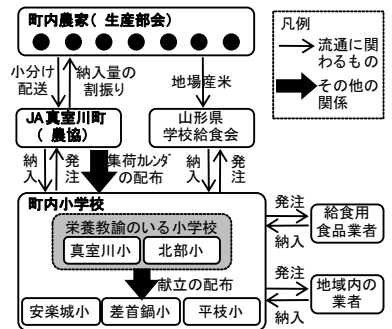 町内農家(生産部会)
凡例
流通に関
わるもの
その他の
関係
小分け
配送
納入量の
割振り
地場産米
JA真室川町
(農協)
山形県
学校給食会
納入
発注
集荷カレンダ
の配布
納入
発注
町内小学校
栄養教諭のいる小学校
真室川小
北部小
献立の配布
安楽城小
差首鍋小
平枝小
発注
納入
給食用
食品業者
発注
納入
地域内の
業者